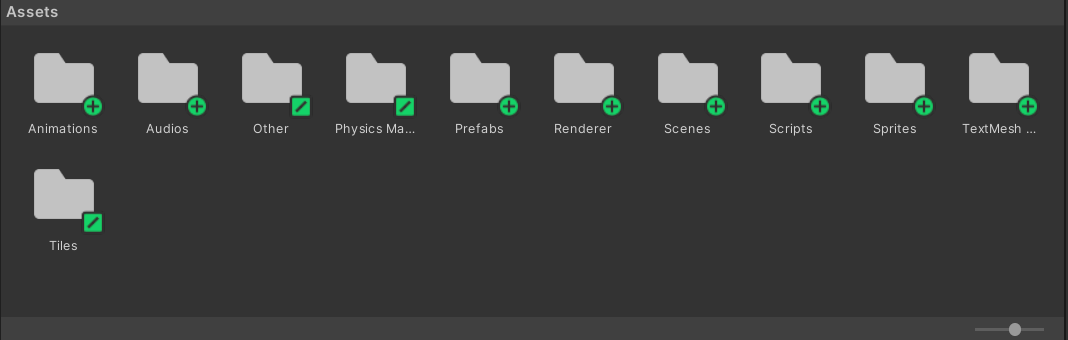 Assets
Animations Audios Other Physics Ma... Prefabs Renderer Scenes Scripts Sprites TextMesh ...
Tiles